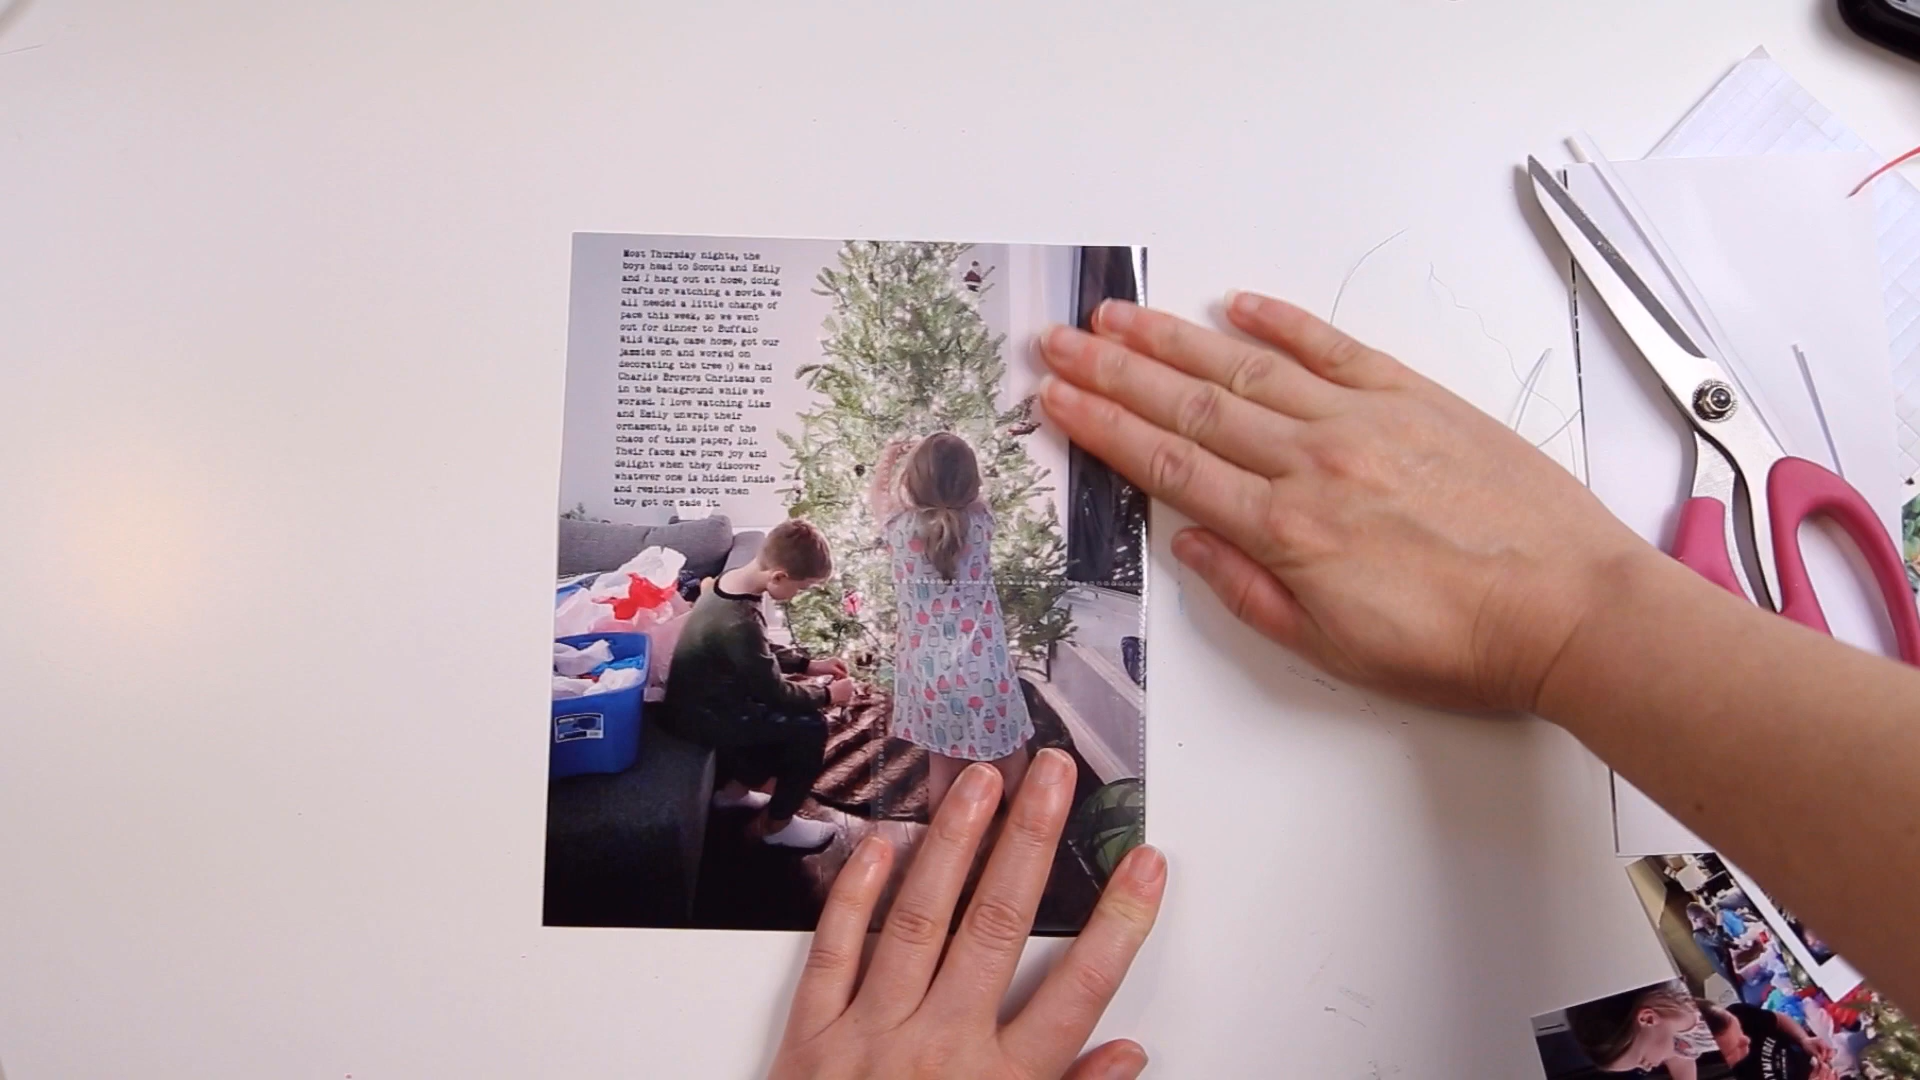 Most Thursday nights, the
boys head to Scouts and Emily
and I hang out at home, doing
crafts or watching a movie. We
all needed a little change of
pace this week, so we went
out for dinner to Buffalo
Wild Wings, came home, got our
jammies on and worked on
decorating the tree :) We had
Charlie Brown's Christmas on
in the background while we
worked. I love watching Liam
and Emily unwrap their
ornaments, in spite of the
chaos of tissue paper, lol.
Their faces are pure joy and
delight when they discover
whatever one is hidden inside
and reminisce about when
they got or made it.